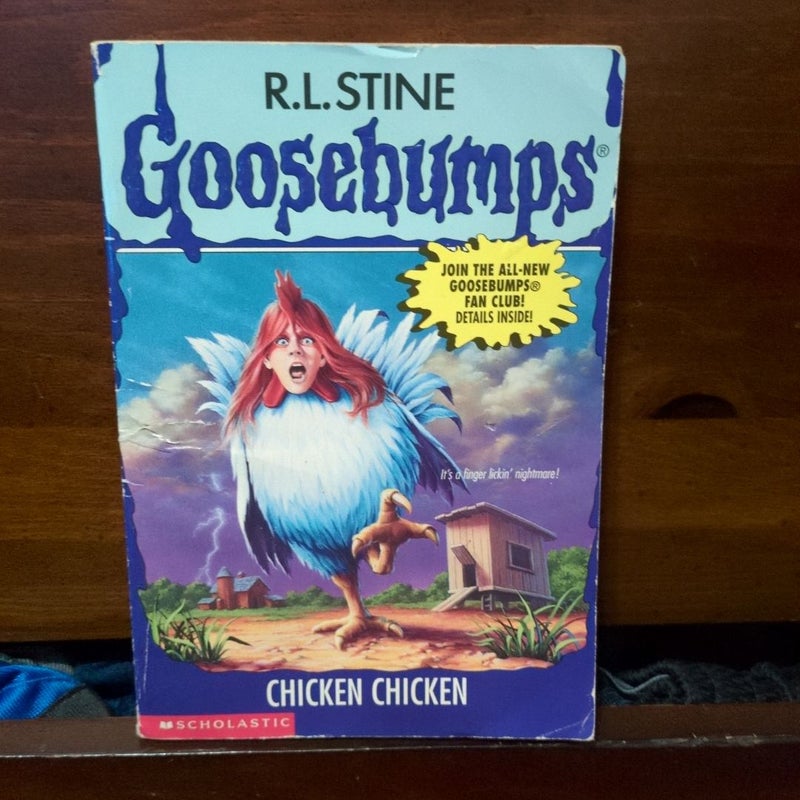 R.L. STINE
Goosebumps®
JOIN THE ALL-NEW
GOOSEBUMPS®
FAN CLUB!
DETAILS INSIDE!
It's a finger lickin' nightmare!
CHICKEN CHICKEN
SCHOLASTIC